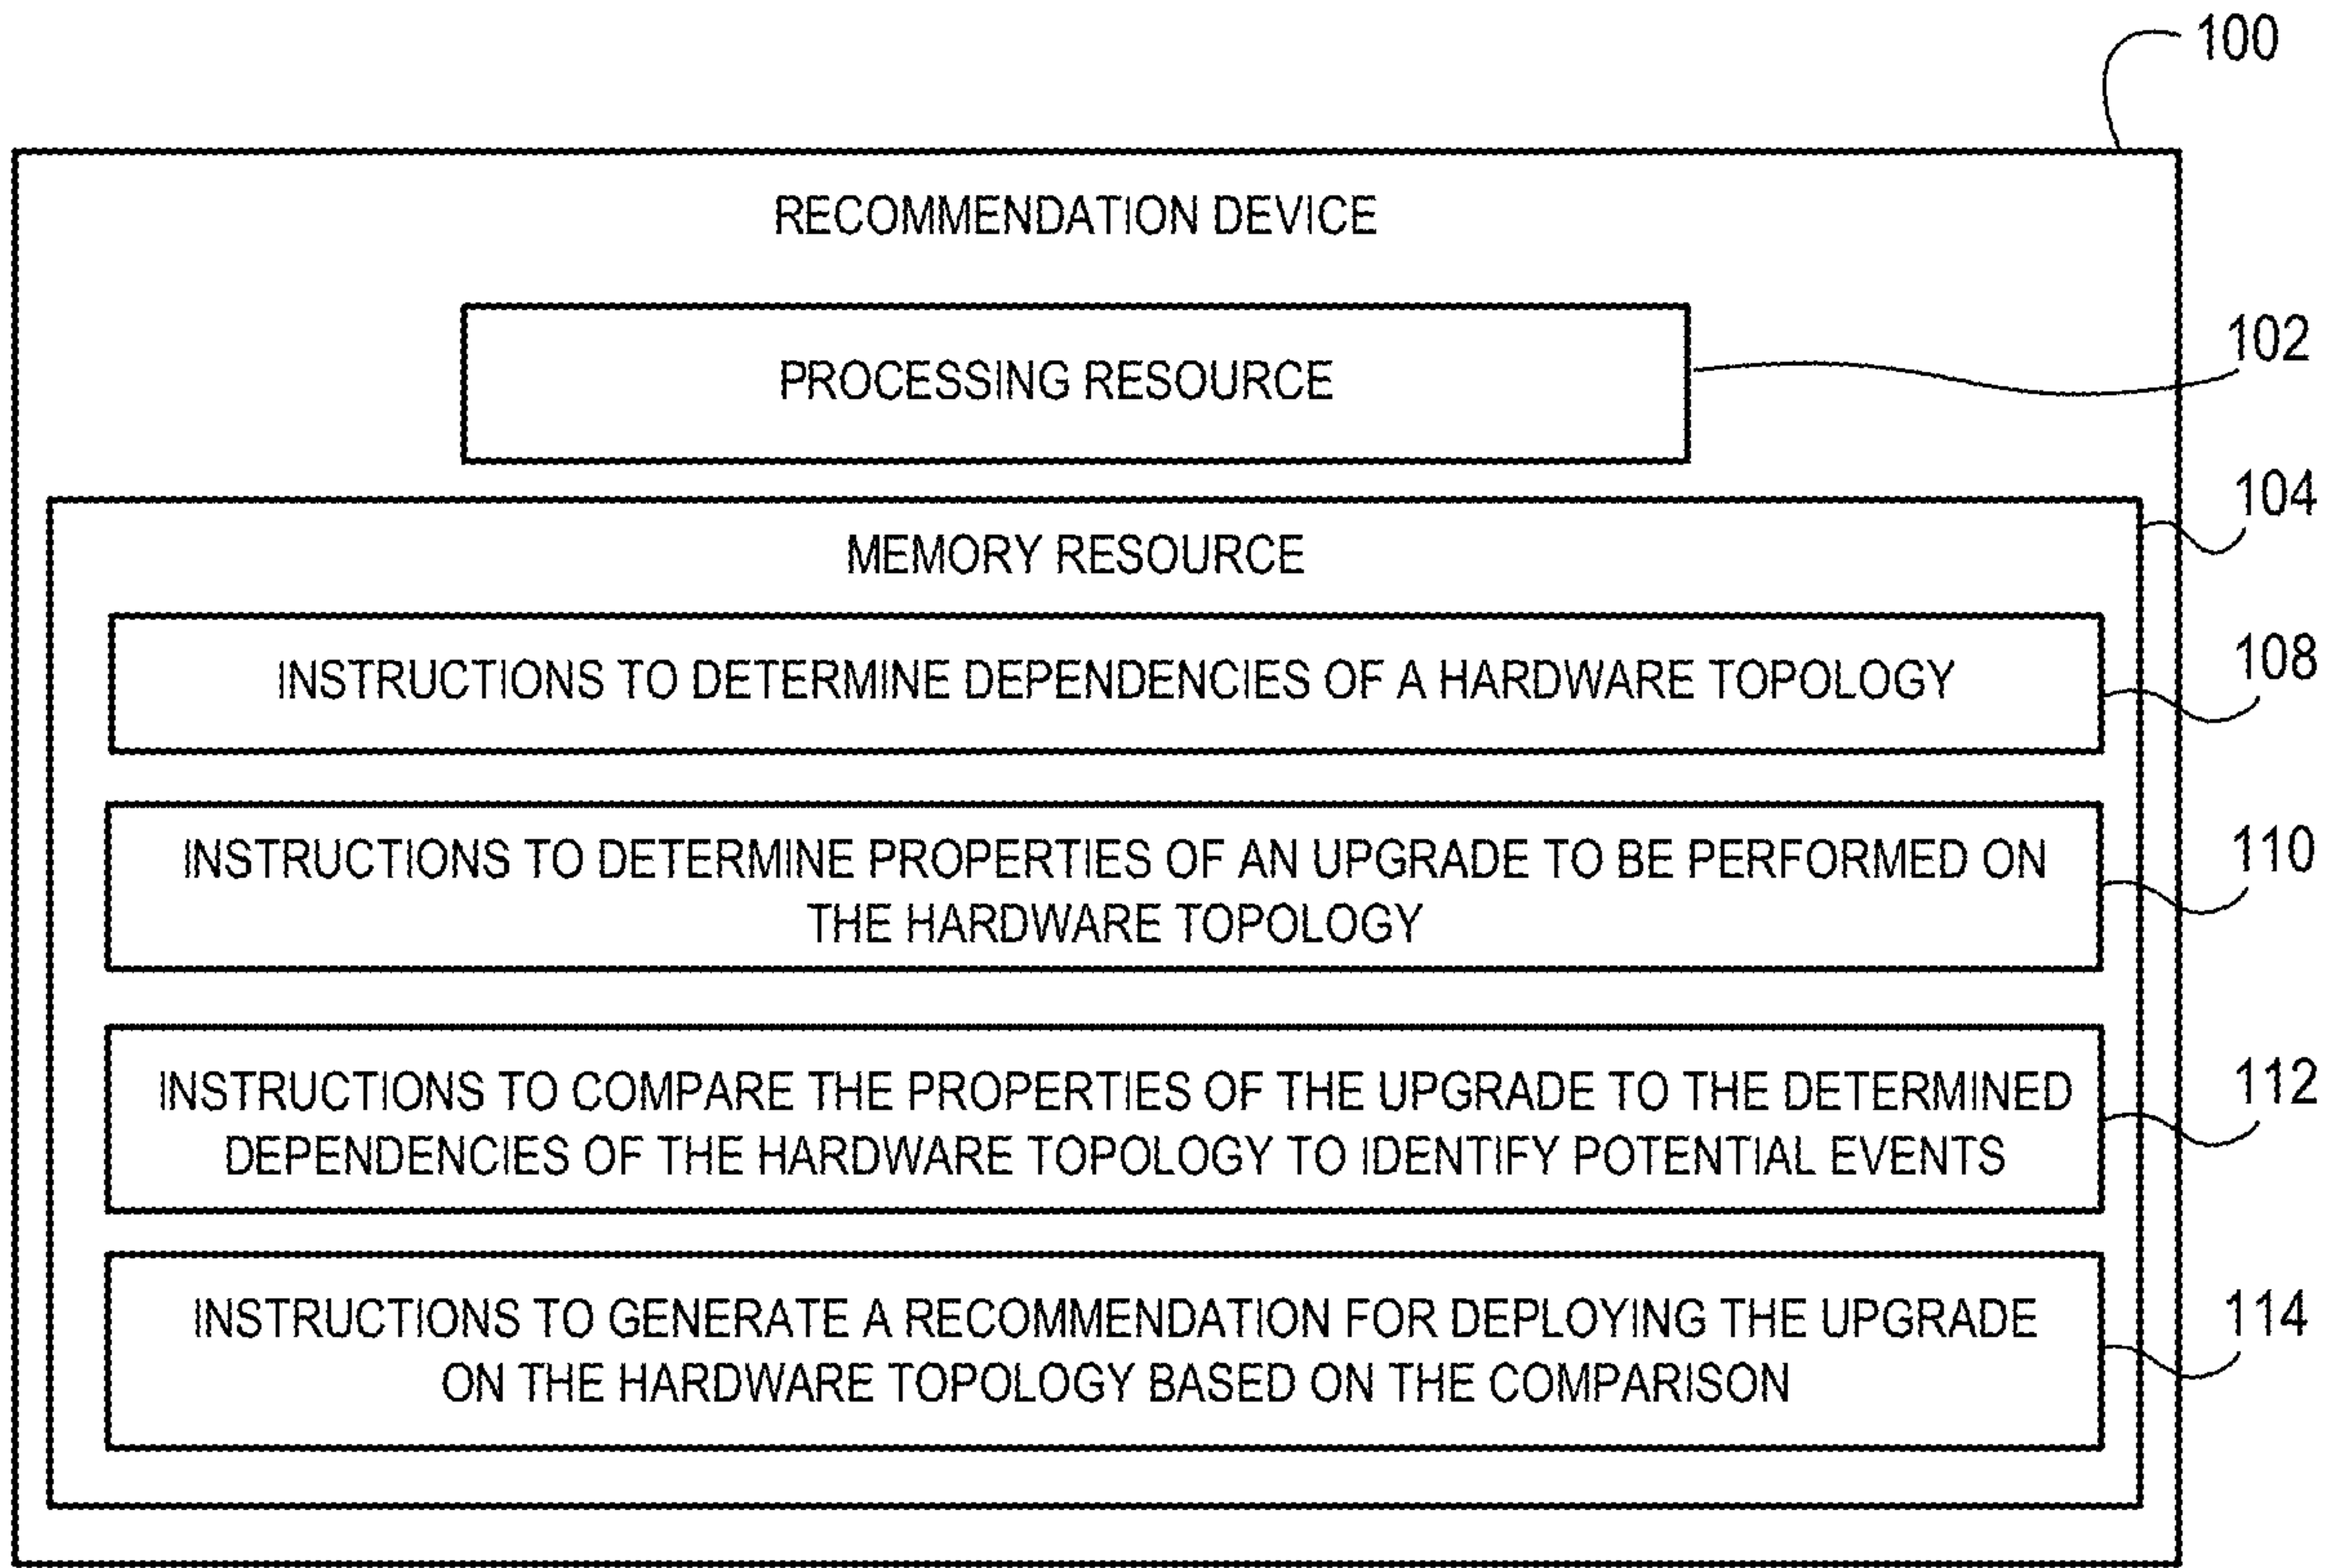 100
RECOMMENDATION DEVICE
PROCESSING RESOURCE
102
104
MEMORY RESOURCE
INSTRUCTIONS TO DETERMINE DEPENDENCIES OF A HARDWARE TOPOLOGY
108
INSTRUCTIONS TO DETERMINE PROPERTIES OF AN UPGRADE TO BE PERFORMED ON
THE HARDWARE TOPOLOGY
110
INSTRUCTIONS TO COMPARE THE PROPERTIES OF THE UPGRADE TO THE DETERMINED
DEPENDENCIES OF THE HARDWARE TOPOLOGY TO IDENTIFY POTENTIAL EVENTS
112
INSTRUCTIONS TO GENERATE A RECOMMENDATION FOR DEPLOYING THE UPGRADE
ON THE HARDWARE TOPOLOGY BASED ON THE COMPARISON
114